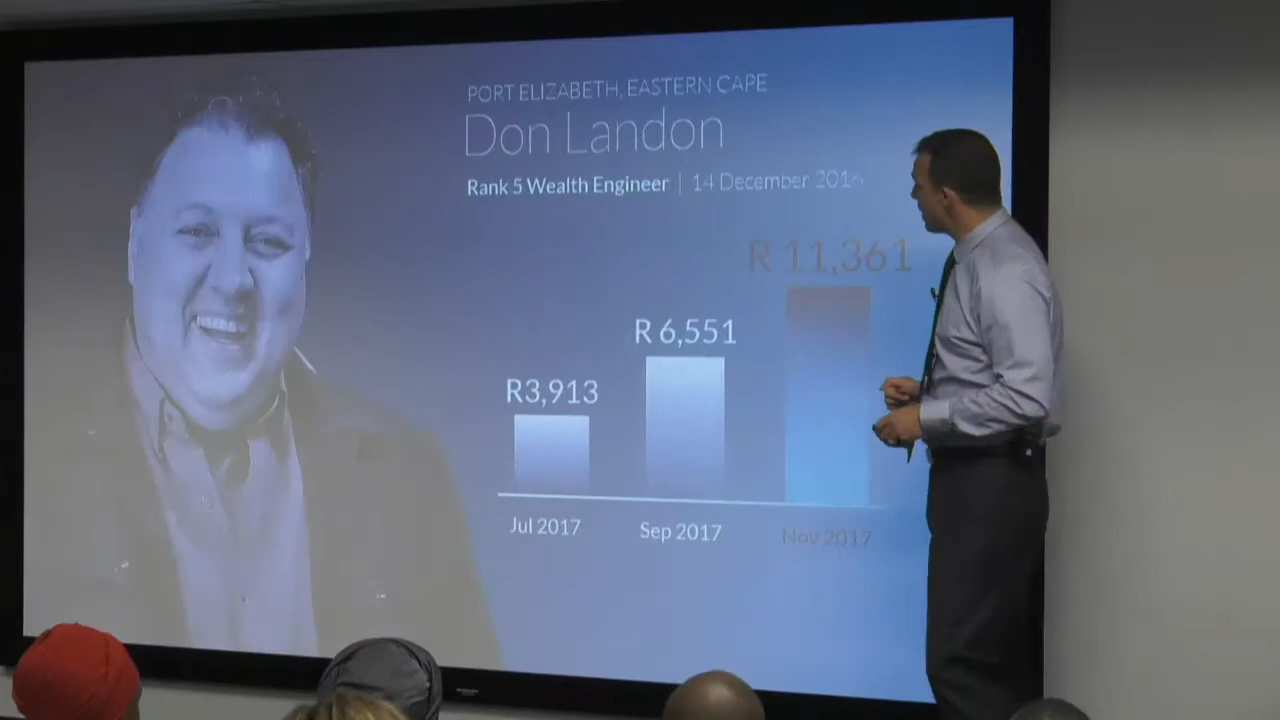 PORT ELIZABETH, EASTERN CAPE
Don Landon
Rank 5 Wealth Engineer | 14 December 2016
R 11,361
R 6,551
R3,913
Jul 2017
Sep 2017
Nov 2017